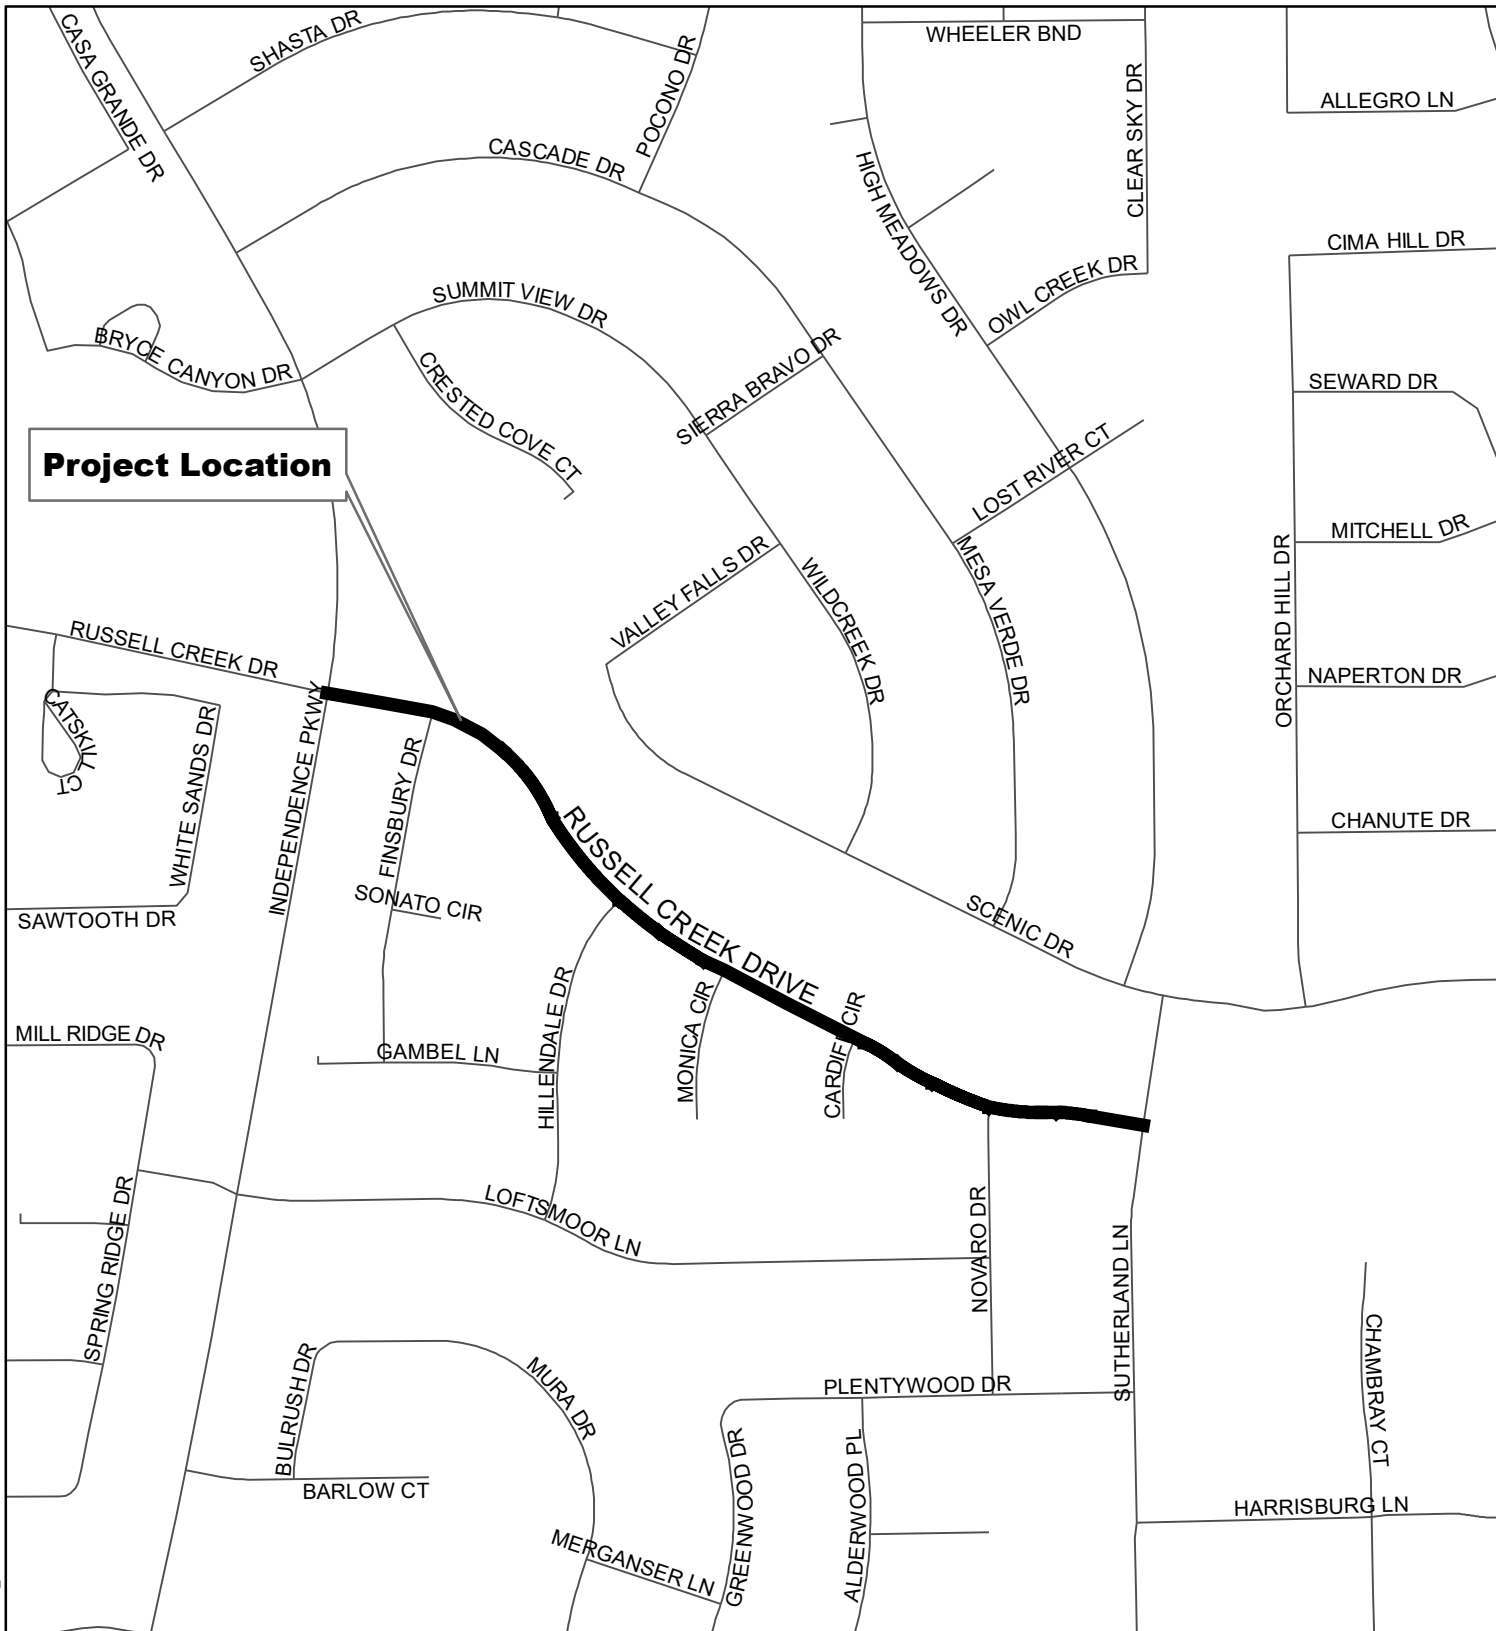 CASA GRANDE DR
SHASTA DR
POCONO DR
WHEELER BND
CLEAR SKY DR
ALLEGRO LN
CASCADE DR
HIGH MEADOWS DR
CIMA HILL DR
OWL CREEK DR
SUMMIT VIEW DR
BRYCE CANYON DR
CRESTED COVE CT
SIERRA BRAVO DR
SEWARD DR
Project Location
LOST RIVER CT
MITCHELL DR
ORCHARD HILL DR
VALLEY FALLS DR
WILDCREEK DR
MESA VERDE DR
RUSSELL CREEK DR
NAPERTON DR
CATSKILL CT
WHITE SANDS DR
INDEPENDENCE PKWY
FINSBURY DR
CHANUTE DR
RUSSELL CREEK DRIVE
SONATO CIR
SAWTOOTH DR
SCENIC DR
HILLENDALE DR
MONICA CIR
CARDIFF CIR
MILL RIDGE DR
GAMBEL LN
SPRING RIDGE DR
LOFTSMOOR LN
NOVARO DR
SUTHERLAND LN
BULRUSH DR
MURA DR
PLENTYWOOD DR
CHAMBRAY CT
GREENWOOD DR
ALDERWOOD PL
BARLOW CT
HARRISBURG LN
MERGANSER LN